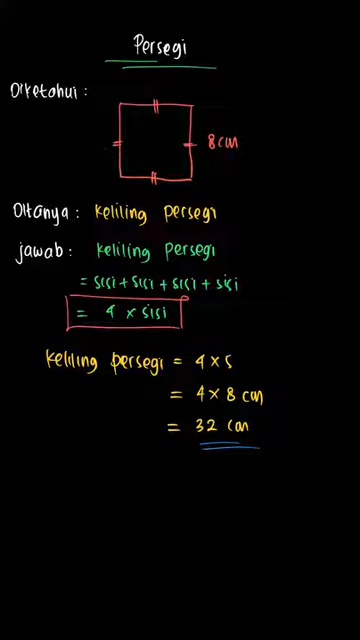 Persegi
Diketahui :
8 cm
Ditanya : Keliling persegi
Jawab : Keliling persegi
= sisi + sisi + sisi + sisi
= 4 x sisi
Keliling persegi = 4 x s
= 4 x 8 cm
= 32 cm